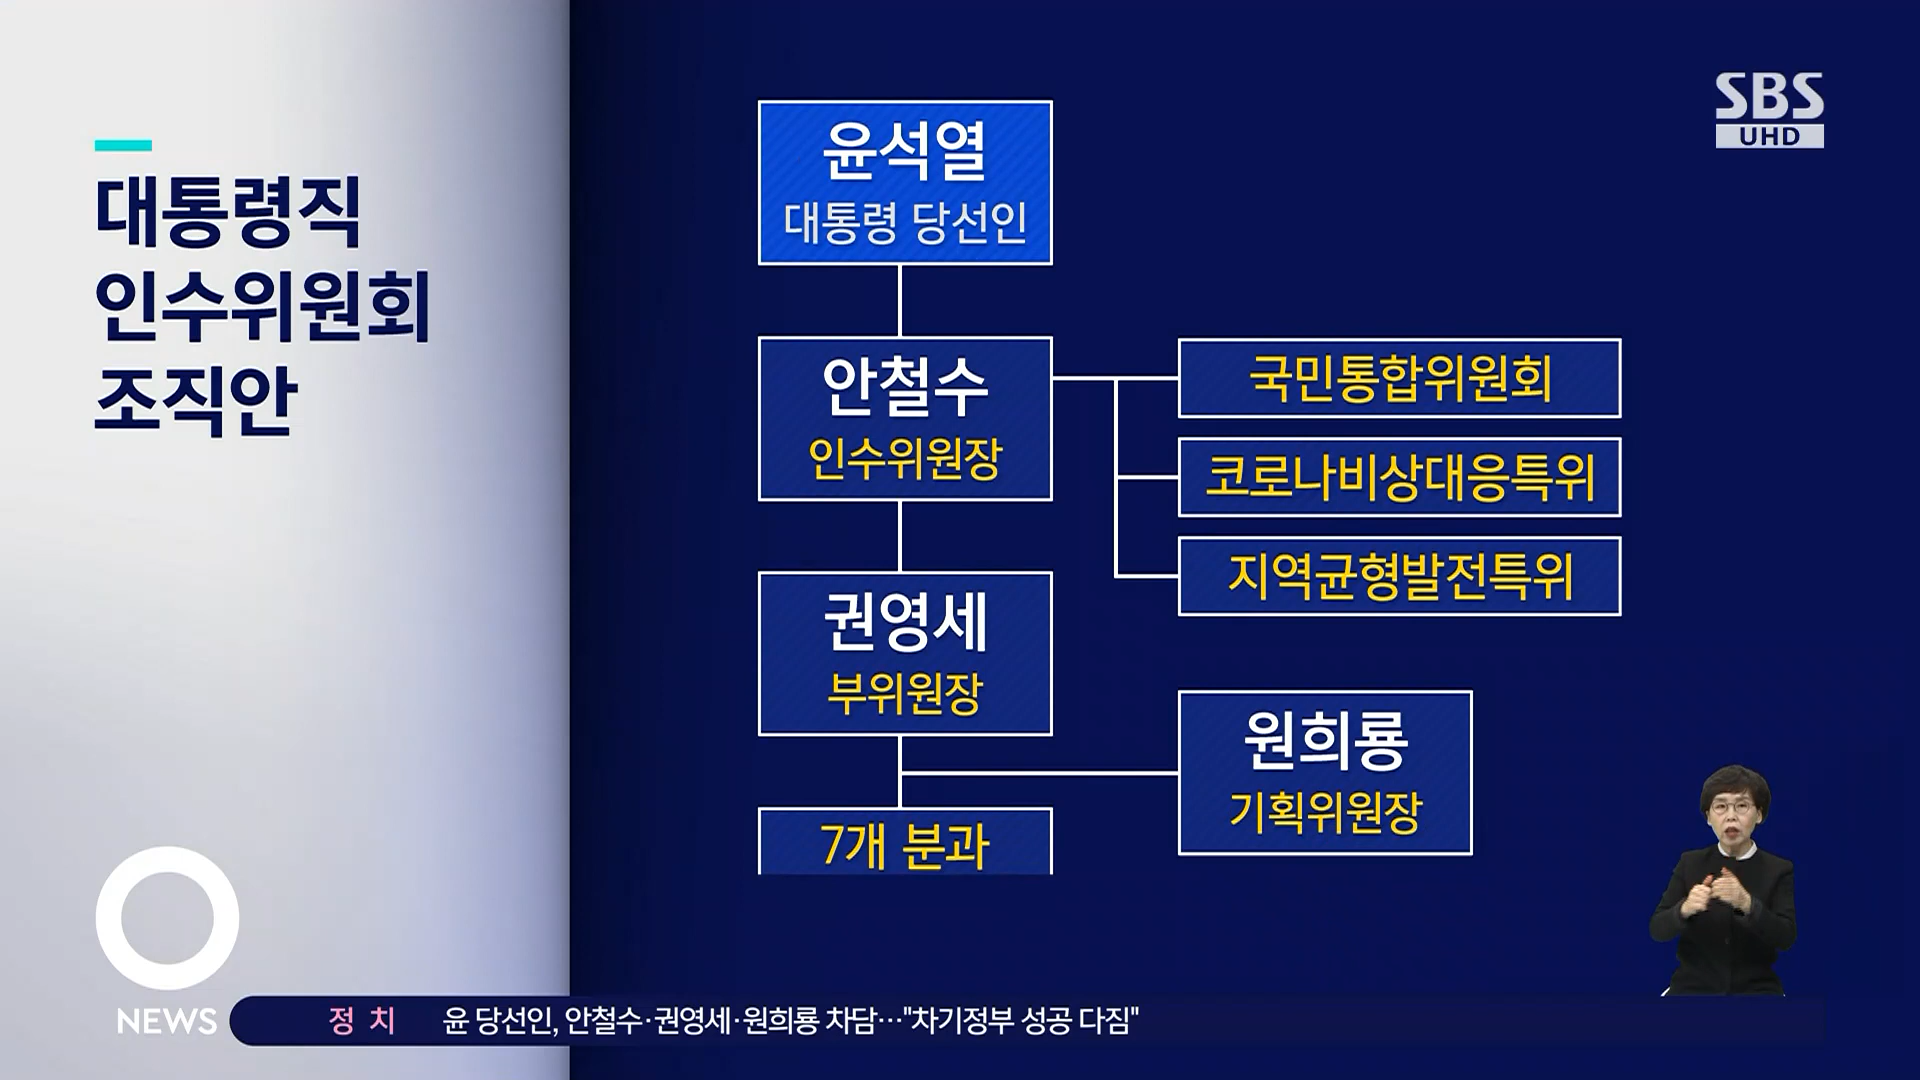 대통령직
인수위원회
조직안
SBS
UHD
윤석열
대통령 당선인
안철수
인수위원장
국민통합위원회
코로나비상대응특위
지역균형발전특위
권영세
부위원장
원희룡
기획위원장
7개 분과
NEWS
정 치
윤 당선인, 안철수·권영세·원희룡 차담…"차기정부 성공 다짐"